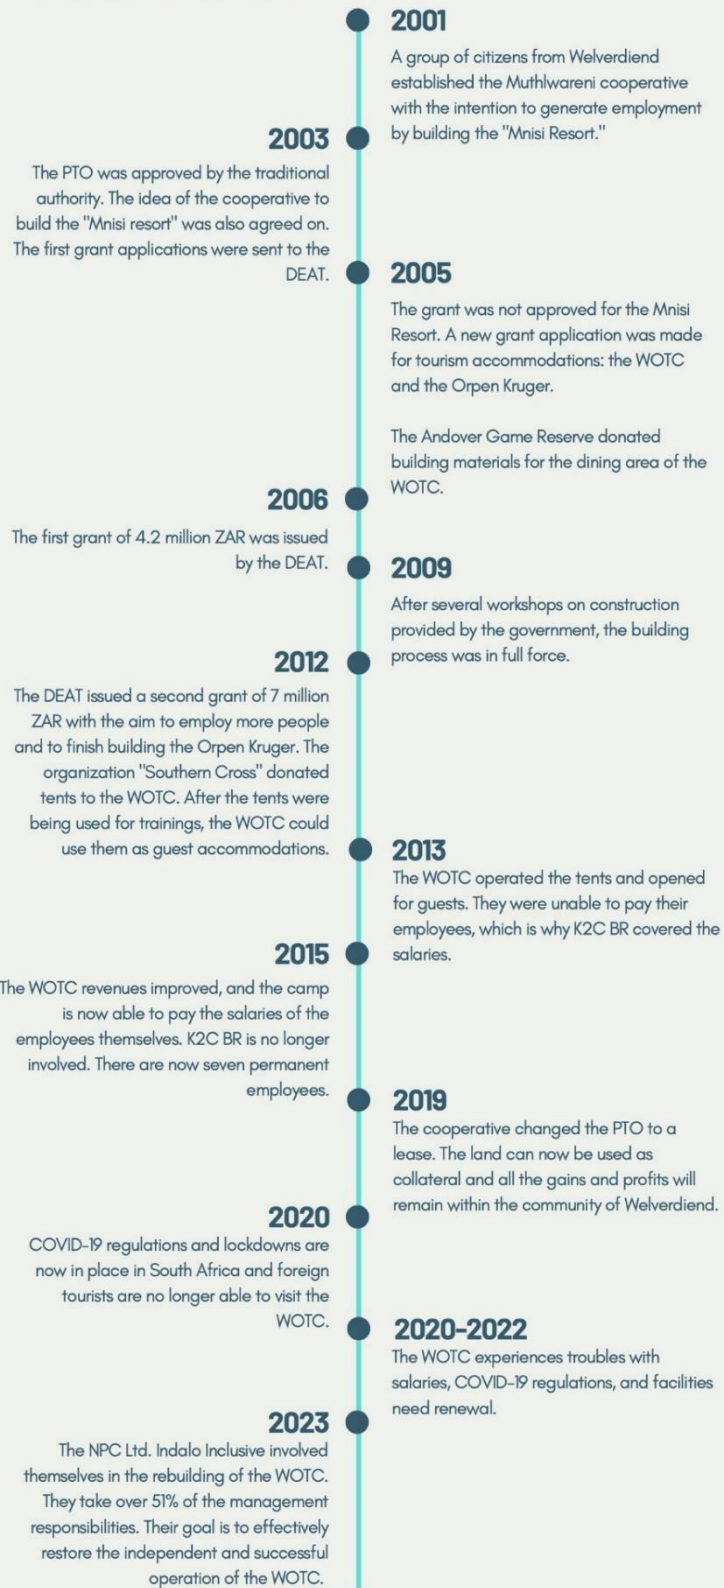 2001
A group of citizens from Welverdiend
established the Muthlwareni cooperative
with the intention to generate employment
by building the "Mnisi Resort."
2003
The PTO was approved by the traditional
authority. The idea of the cooperative to
build the "Mnisi resort" was also agreed on.
The first grant applications were sent to the
DEAT.
2005
The grant was not approved for the Mnisi
Resort. A new grant application was made
for tourism accommodations: the WOTC
and the Orpen Kruger.
The Andover Game Reserve donated
building materials for the dining area of the
WOTC.
2006
The first grant of 4.2 million ZAR was issued
by the DEAT.
2009
After several workshops on construction
provided by the government, the building
process was in full force.
2012
The DEAT issued a second grant of 7 million
ZAR with the aim to employ more people
and to finish building the Orpen Kruger. The
organization "Southern Cross" donated
tents to the WOTC. After the tents were
being used for trainings, the WOTC could
use them as guest accommodations.
2013
The WOTC operated the tents and opened
for guests. They were unable to pay their
employees, which is why K2C BR covered the
salaries.
2015
The WOTC revenues improved, and the camp
is now able to pay the salaries of the
employees themselves. K2C BR is no longer
involved. There are now seven permanent
employees.
2019
The cooperative changed the PTO to a
lease. The land can now be used as
collateral and all the gains and profits will
remain within the community of Welverdiend.
2020
COVID-19 regulations and lockdowns are
now in place in South Africa and foreign
tourists are no longer able to visit the
WOTC.
2020-2022
The WOTC experiences troubles with
salaries, COVID-19 regulations, and facilities
need renewal.
2023
The NPC Ltd. Indalo Inclusive involved
themselves in the rebuilding of the WOTC.
They take over 51% of the management
responsibilities. Their goal is to effectively
restore the independent and successful
operation of the WOTC.